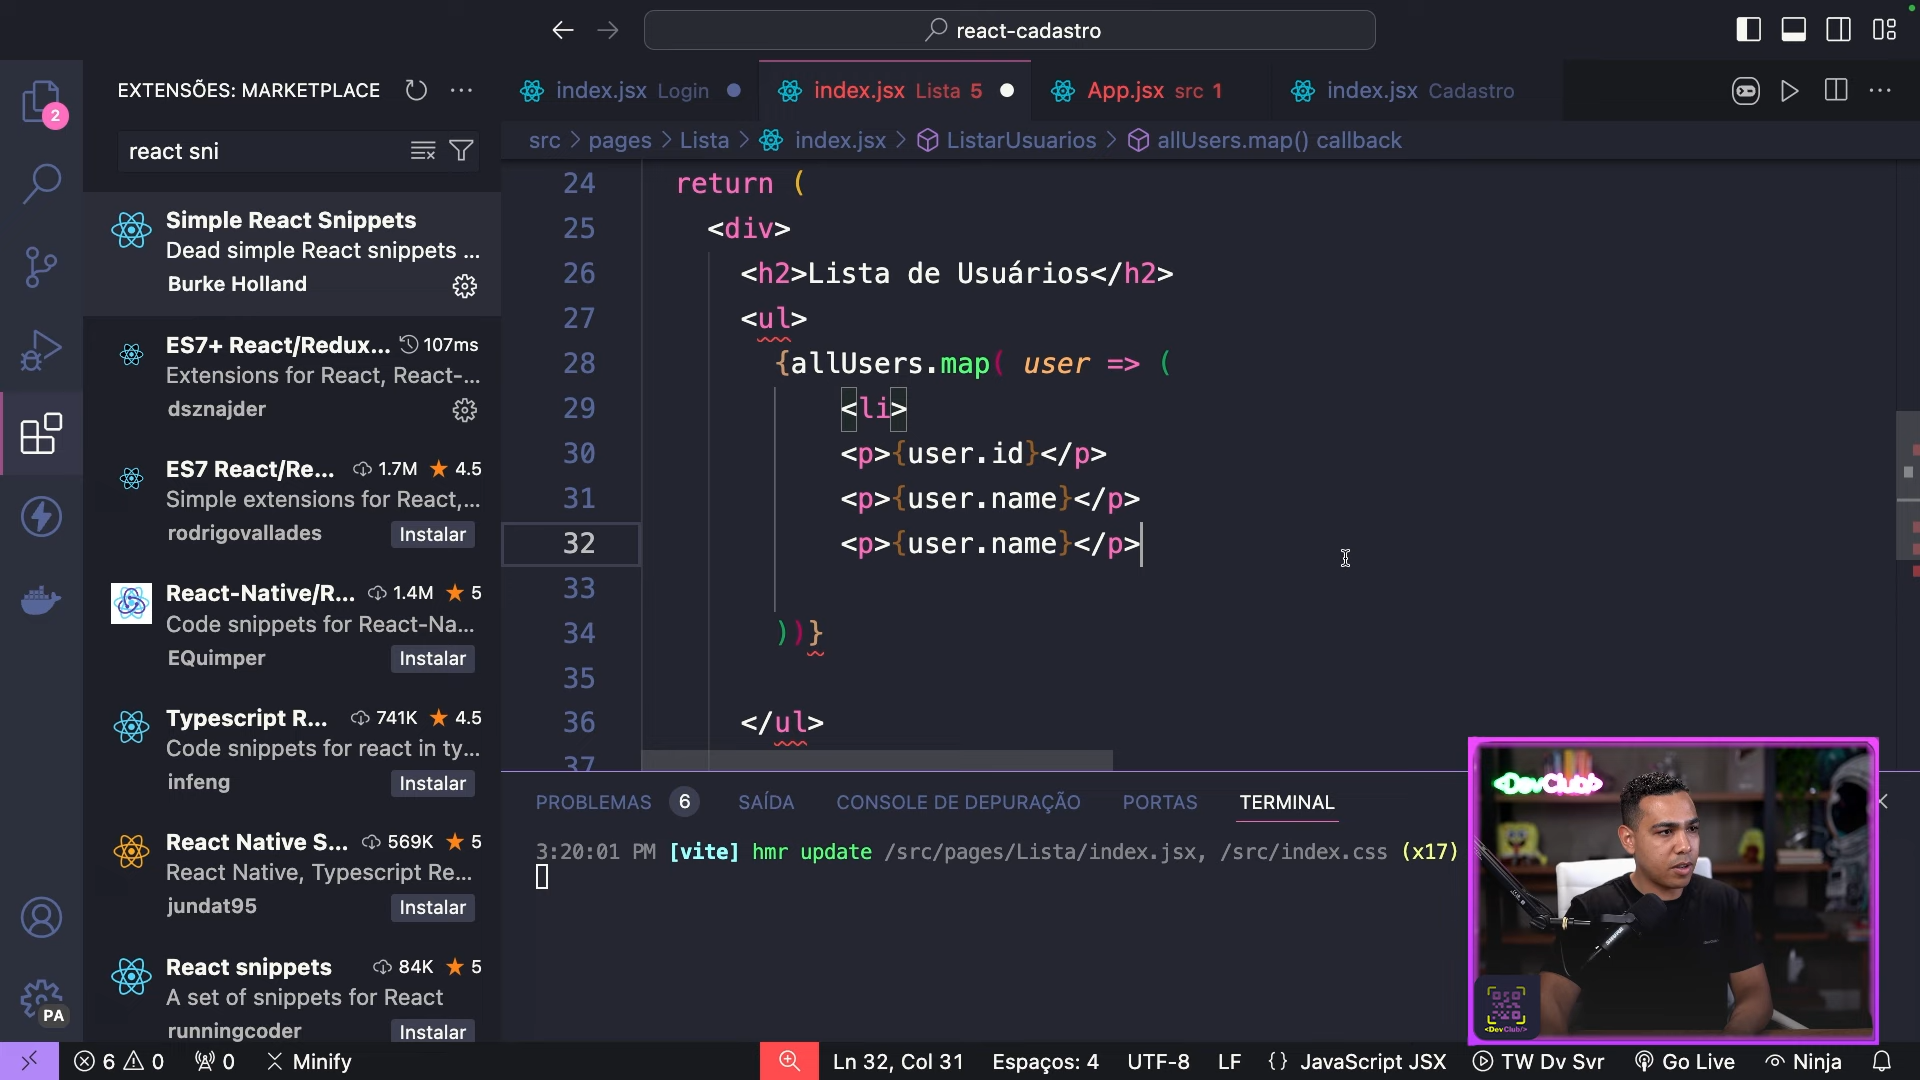 react-cadastro
EXTENSÕES: MARKETPLACE
index.jsx Login
index.jsx Lista 5
App.jsx src 1
index.jsx Cadastro
2
react sni
src > pages > Lista > index.jsx > ListarUsuarios > allUsers.map() callback
Simple React Snippets
Dead simple React snippets ...
Burke Holland
ES7+ React/Redux... 107ms
Extensions for React, React-...
dsznajder
ES7 React/Re... 1.7M ★ 4.5
Simple extensions for React,...
rodrigovallades Instalar
React-Native/R... 1.4M ★ 5
Code snippets for React-Na...
EQuimper Instalar
Typescript R... 741K ★ 4.5
Code snippets for react in ty...
infeng Instalar
React Native S... 569K ★ 5
React Native, Typescript Re...
jundat95 Instalar
React snippets 84K ★ 5
A set of snippets for React
runningcoder Instalar
PA
24 return (
25 <div>
26 <h2>Lista de Usuários</h2>
27 <ul>
28 {allUsers.map( user => (
29 <li>
30 <p>{user.id}</p>
31 <p>{user.name}</p>
32 <p>{user.name}</p>
33
34 ))}
35
36 </ul>
37
PROBLEMAS 6 SAÍDA CONSOLE DE DEPURAÇÃO PORTAS TERMINAL
3:20:01 PM [vite] hmr update /src/pages/Lista/index.jsx, /src/index.css (x17)
<DevClub/>
<DevClub/>
6 0 0 Minify Ln 32, Col 31 Espaços: 4 UTF-8 LF {} JavaScript JSX TW Dv Svr Go Live Ninja